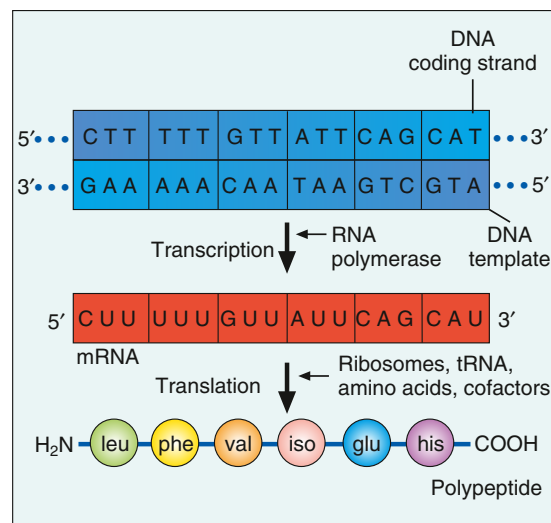 DNA
coding strand
5′••• CTT TTT GTT ATT CAG CAT •••3′
3′••• GAA AAA CAA TAA GTC GTA •••5′
Transcription
RNA
polymerase
DNA
template
5′ CUU UUU GUU AUU CAG CAU 3′
mRNA
Translation
Ribosomes, tRNA,
amino acids, cofactors
H₂N leu phe val iso glu his COOH
Polypeptide